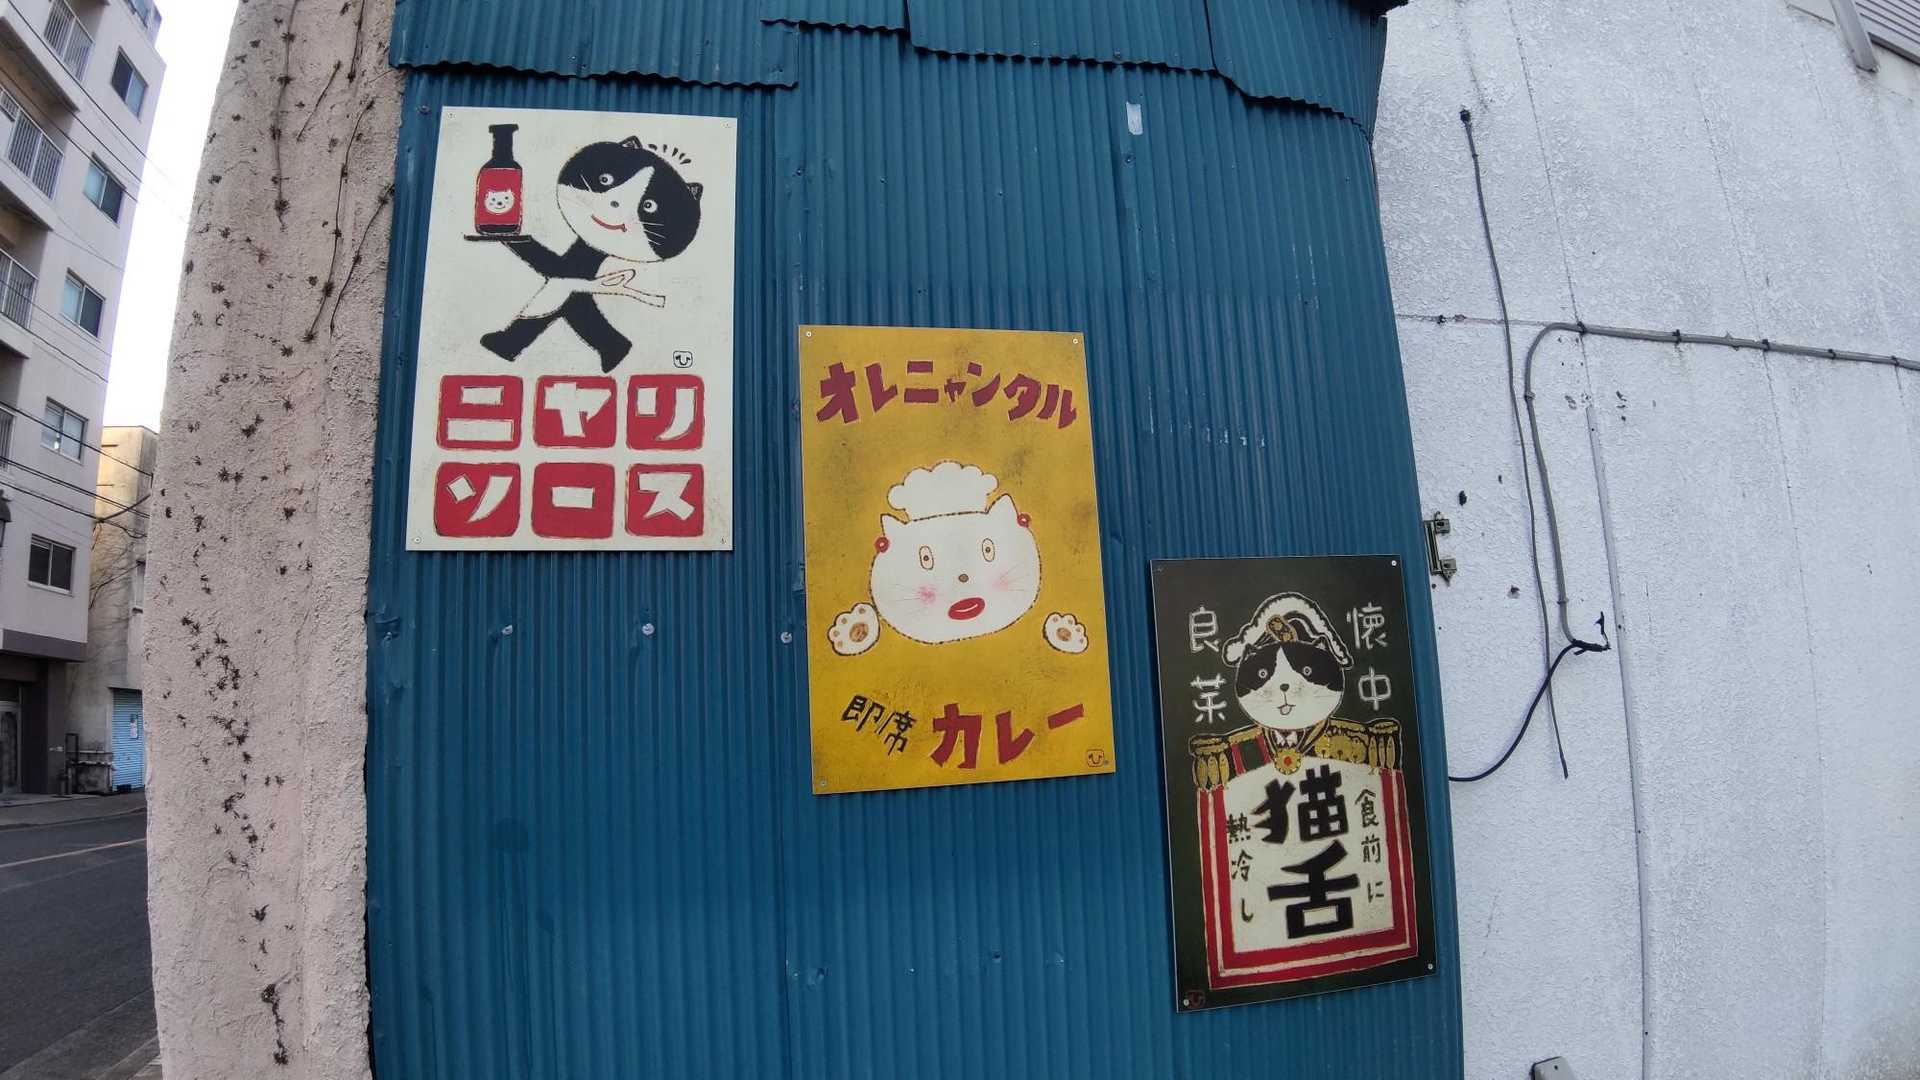 ニヤリ
ソース
オレニャンタル
即席 カレー
懐中
良薬
食前に
猫舌
熱冷し